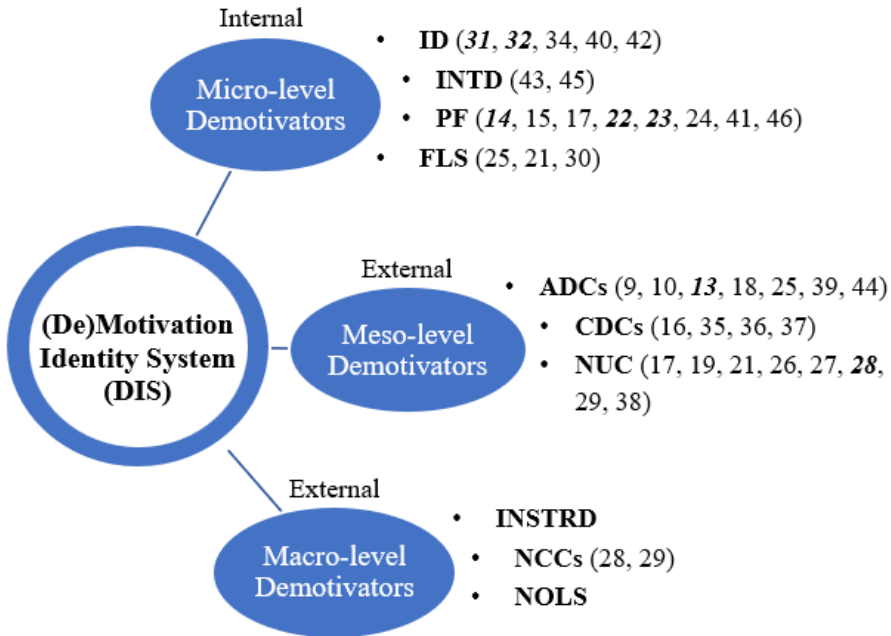 Internal
Micro-level
Demotivators
• ID (31, 32, 34, 40, 42)
• INTD (43, 45)
• PF (14, 15, 17, 22, 23, 24, 41, 46)
• FLS (25, 21, 30)
(De)Motivation
Identity System
(DIS)
External
Meso-level
Demotivators
• ADCs (9, 10, 13, 18, 25, 39, 44)
• CDCs (16, 35, 36, 37)
• NUC (17, 19, 21, 26, 27, 28,
29, 38)
External
Macro-level
Demotivators
• INSTRD
• NCCs (28, 29)
• NOLS